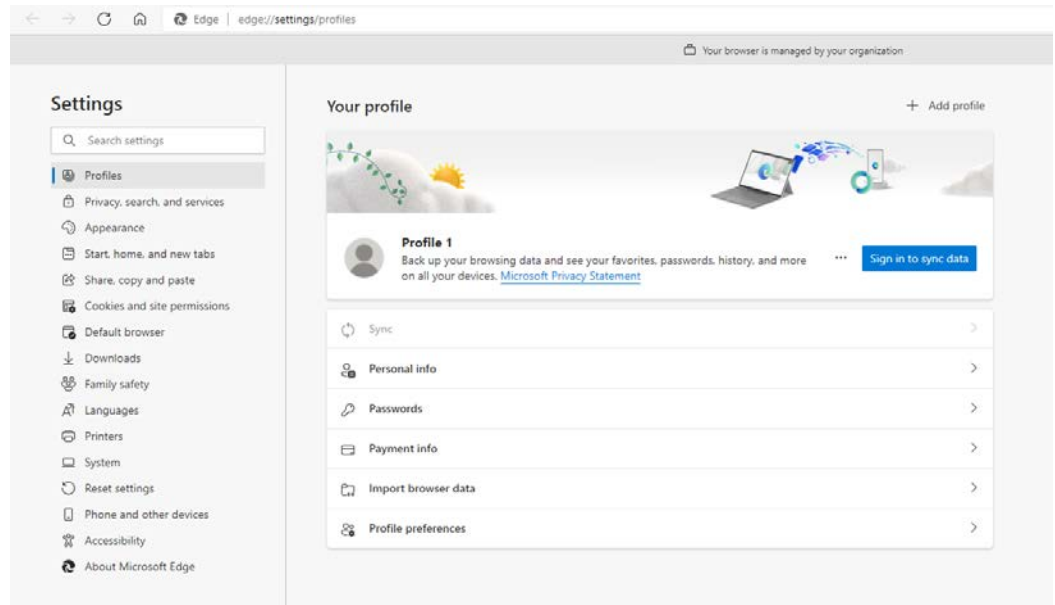 Edge | edge://settings/profiles
Your browser is managed by your organization
Settings
Search settings
Profiles
Privacy, search, and services
Appearance
Start, home, and new tabs
Share, copy and paste
Cookies and site permissions
Default browser
Downloads
Family safety
Languages
Printers
System
Reset settings
Phone and other devices
Accessibility
About Microsoft Edge
Your profile
+ Add profile
Profile 1
Back up your browsing data and see your favorites, passwords, history, and more
on all your devices. Microsoft Privacy Statement
... Sign in to sync data
Sync
Personal info
Passwords
Payment info
Import browser data
Profile preferences